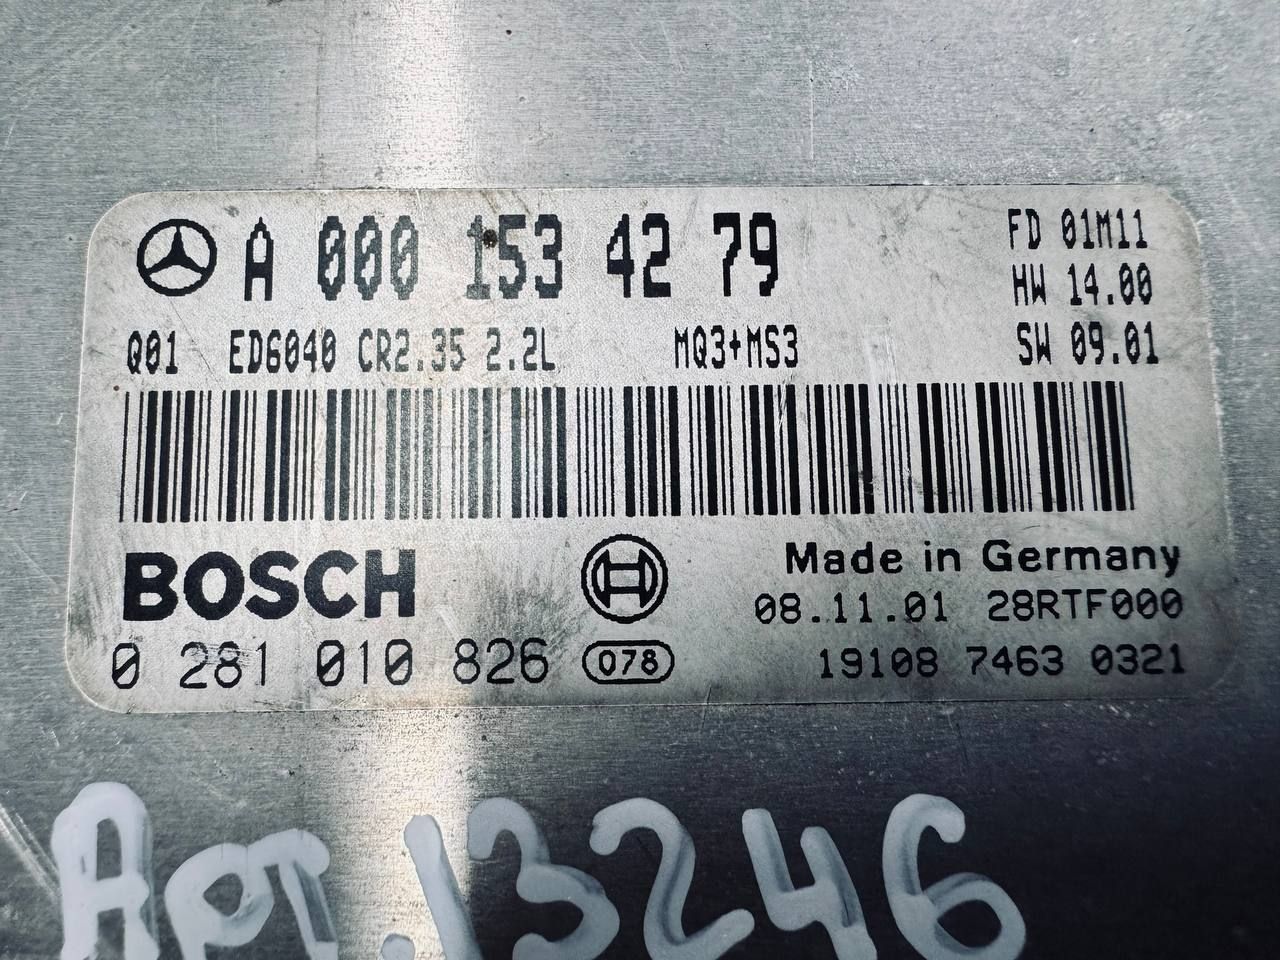 A 000 153 42 79
FD 01M11
HW 14.00
Q01 ED6040 CR2.35 2.2L MQ3+MS3 SW 09.01
BOSCH
Made in Germany
08.11.01 28RTF000
0 281 010 826 078 19108 7463 0321
Арт.13246